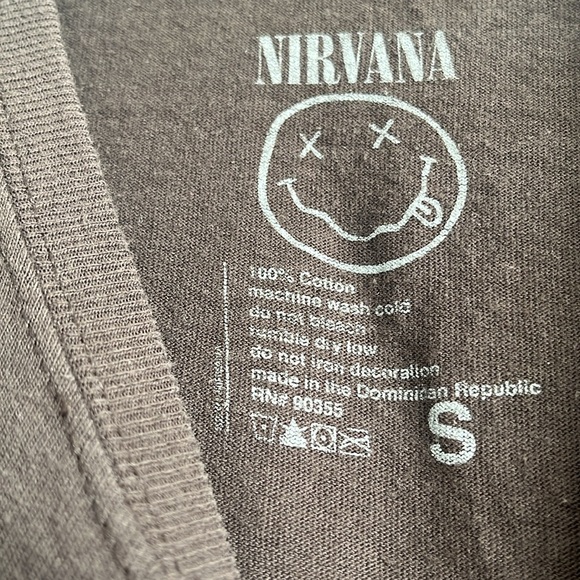 NIRVANA
100% Cotton
machine wash cold
do not bleach
tumble dry low
do not iron decoration
made in the Dominican Republic
RN# 90355
S